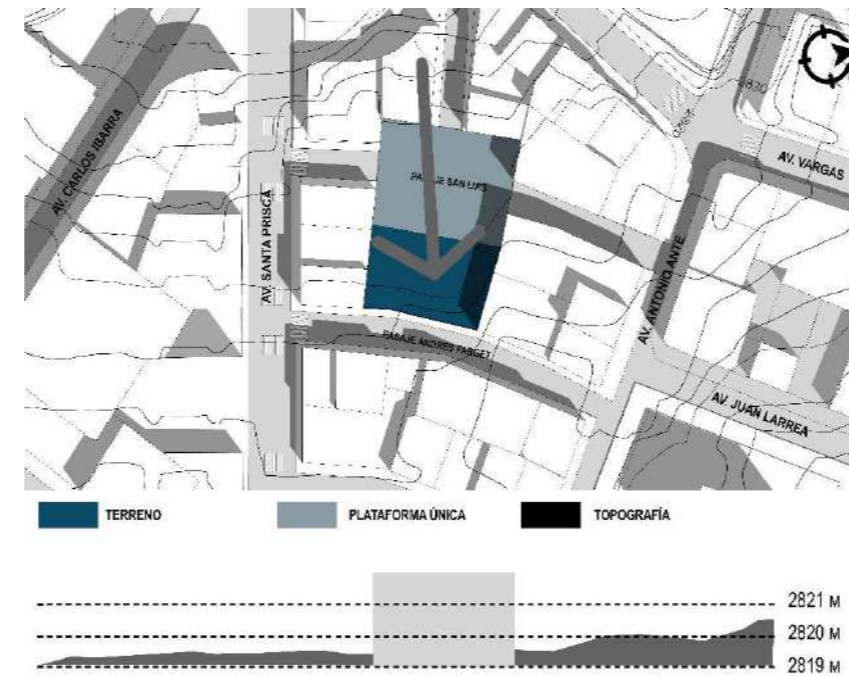 AV. CARLOS IBARRA
AV. SANTA PRISCA
PASAJE SAN LUIS
AV. VARGAS
AV. ANTONIO ANTE
PASAJE ANDRES FARGET
AV. JUAN LARREA
TERRENO
PLATAFORMA ÚNICA
TOPOGRAFÍA
2821 M
2820 M
2819 M